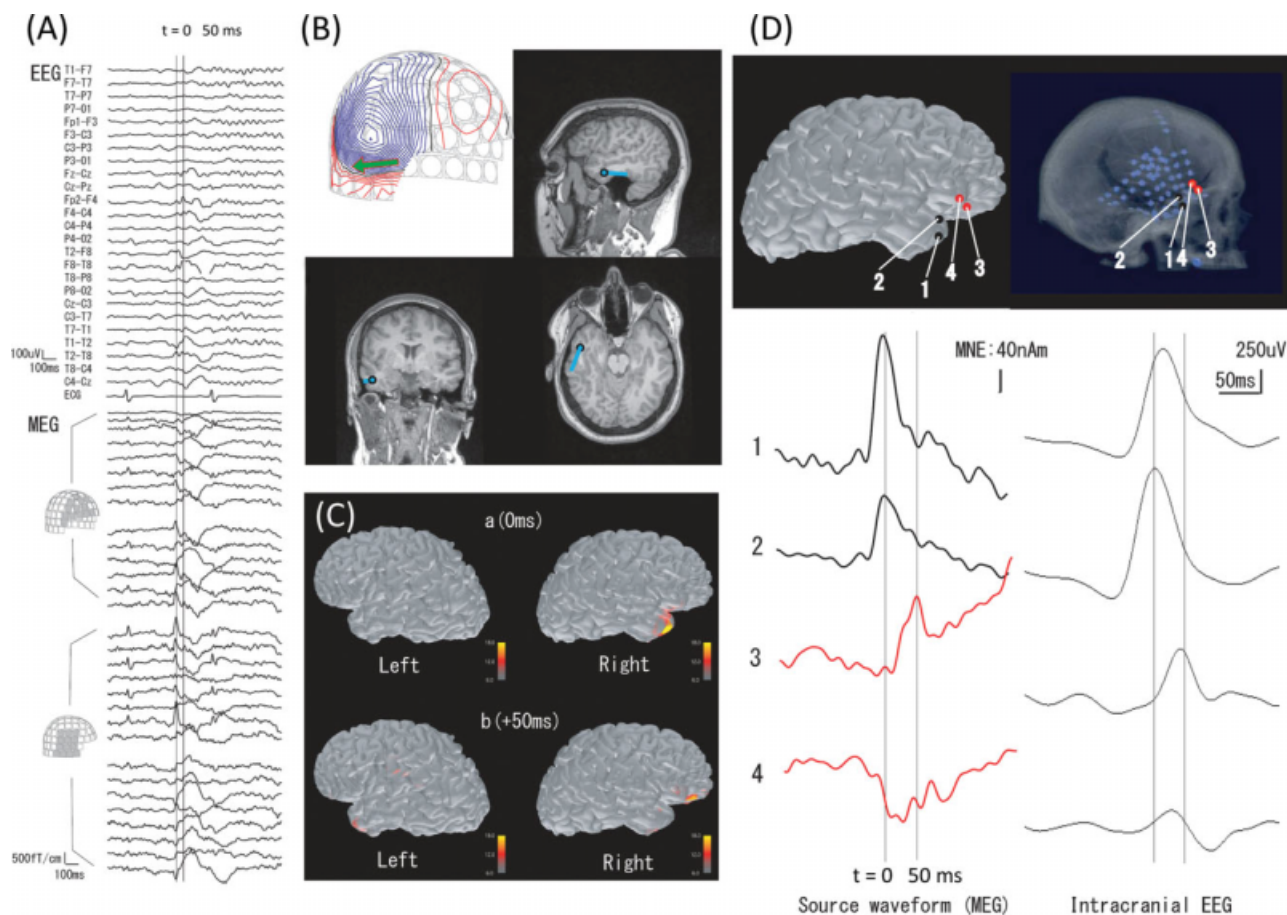 (A)
t = 0 50 ms
EEG
T1-F7
F7-T7
T7-P7
P7-O1
Fp1-F3
F3-C3
C3-P3
P3-O1
Fz-Cz
Cz-Pz
Fp2-F4
F4-C4
C4-P4
P4-O2
T2-F8
F8-T8
T8-P8
P8-O2
Cz-C3
C3-T7
T7-T1
T1-T2
T2-T8
T8-C4
C4-Cz
ECG
100uV
100ms
MEG
500fT/cm
100ms
(B)
(C)
a (0ms)
Left
Right
b (+50ms)
Left
Right
(D)
2 1 4 3
2 1 4 3
MNE:40nAm
250uV
50ms
1
2
3
4
t = 0 50 ms
Source waveform (MEG)
Intracranial EEG